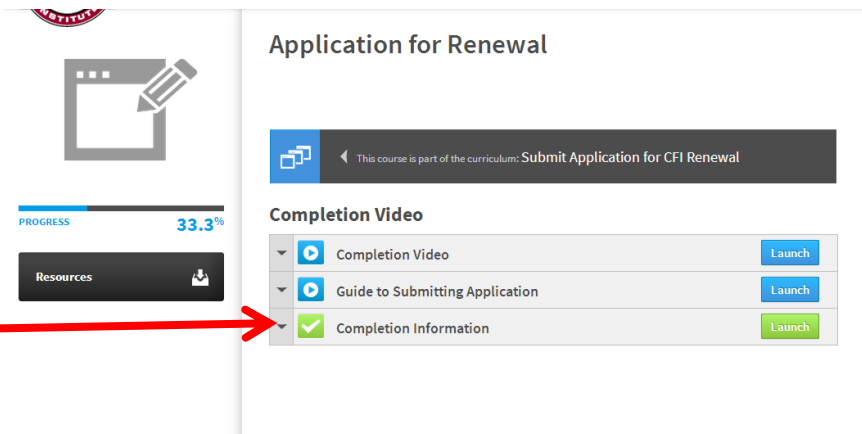 TITUT
Application for Renewal
This course is part of the curriculum: Submit Application for CFI Renewal
PROGRESS
33.3%
Resources
Completion Video
Completion Video Launch
Guide to Submitting Application Launch
Completion Information Launch